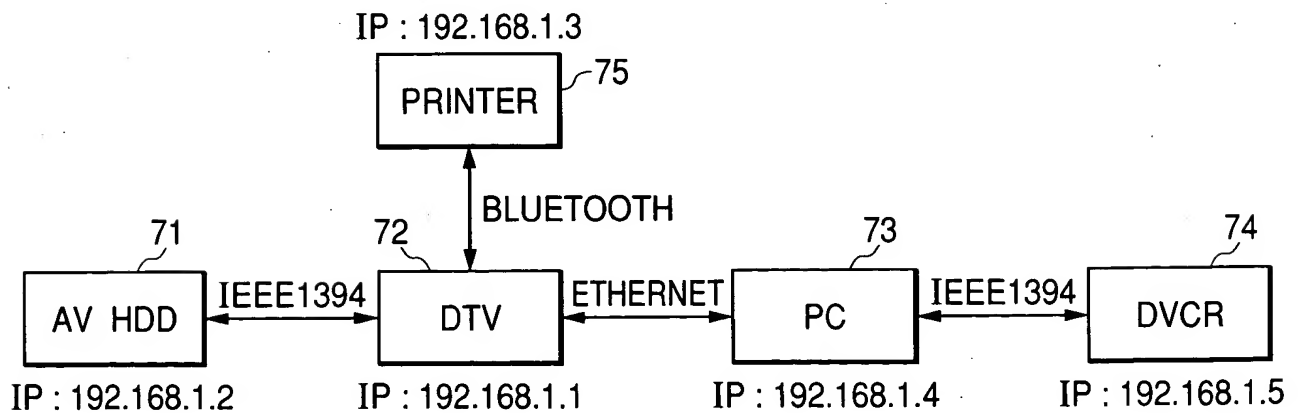 IP : 192.168.1.3
75
PRINTER
BLUETOOTH
71
72
73
74
AV HDD
IEEE1394
DTV
ETHERNET
PC
IEEE1394
DVCR
IP : 192.168.1.2
IP : 192.168.1.1
IP : 192.168.1.4
IP : 192.168.1.5